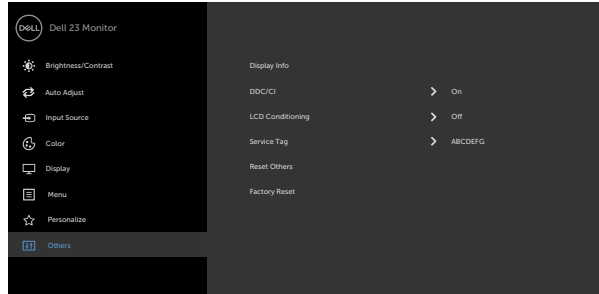 DELL Dell 23 Monitor
Brightness/Contrast
Auto Adjust
Input Source
Color
Display
Menu
Personalize
Others
Display Info
DDC/CI > On
LCD Conditioning > Off
Service Tag > ABCDEFG
Reset Others
Factory Reset